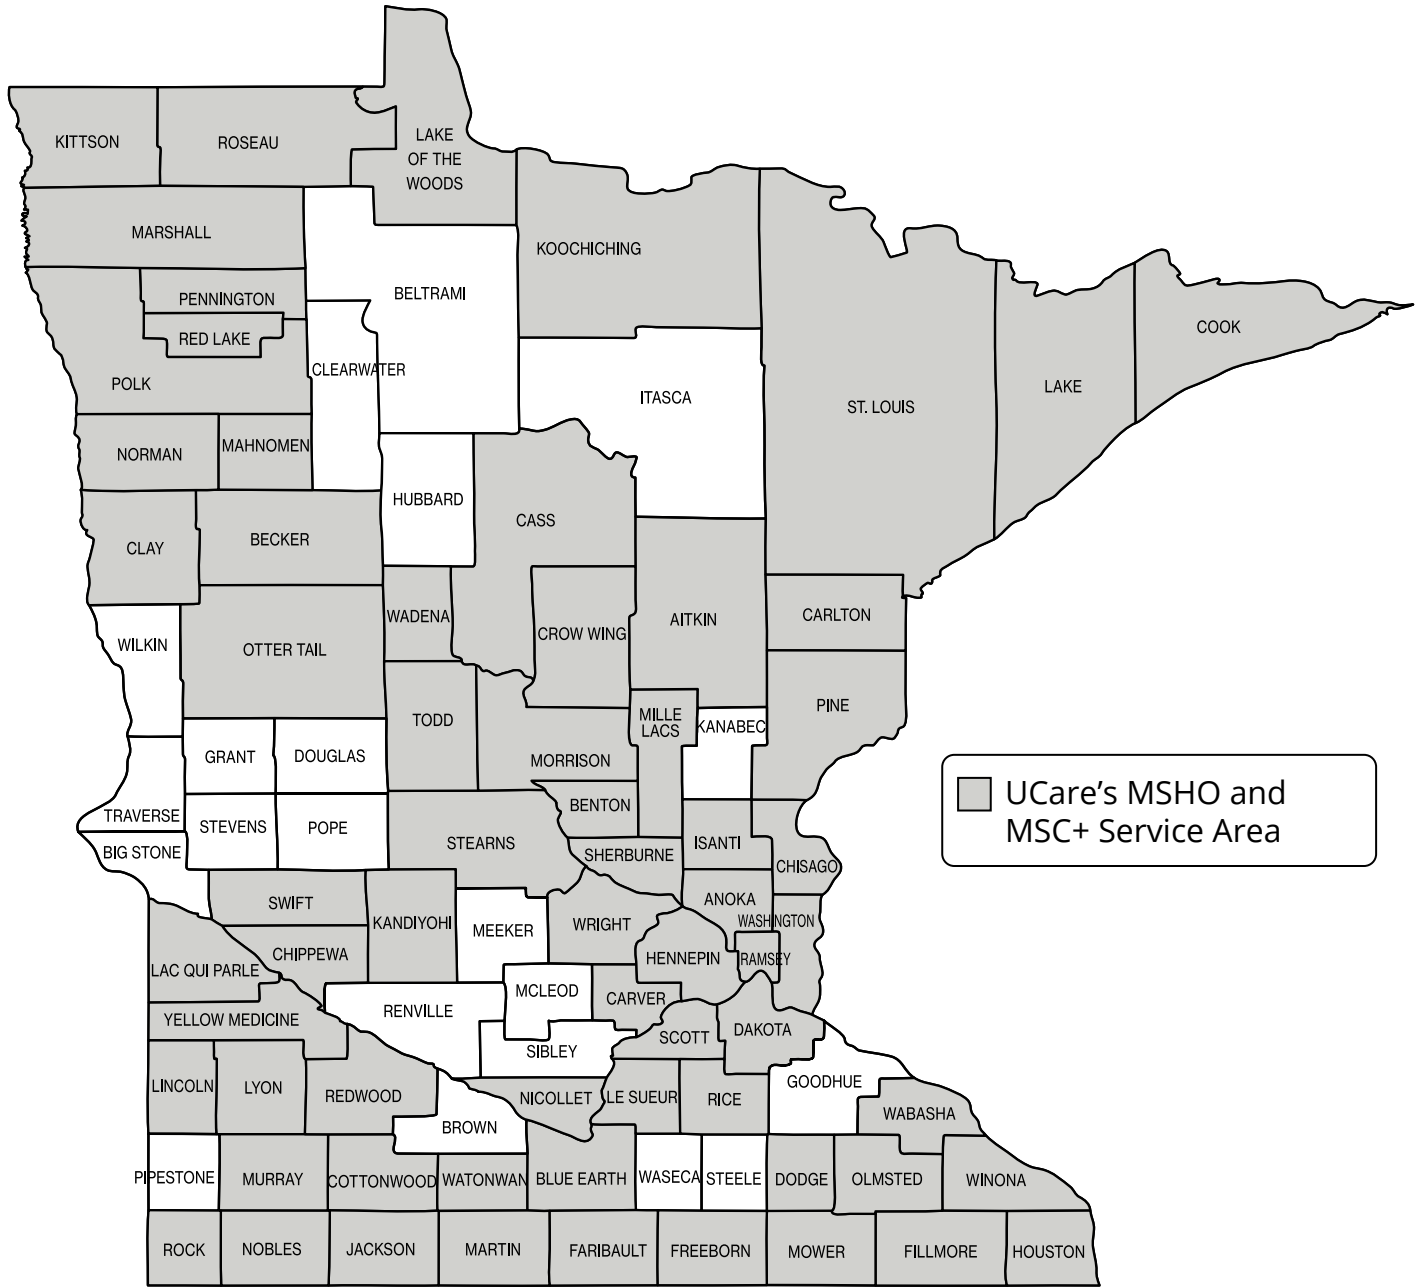 LAKE
OF THE
WOODS
KITTSON
ROSEAU
MARSHALL
KOOCHICHING
BELTRAMI
PENNINGTON
RED LAKE
COOK
CLEARWATER
POLK
ITASCA
ST. LOUIS
LAKE
NORMAN
MAHNOMEN
HUBBARD
CASS
CLAY
BECKER
WADENA
AITKIN
CARLTON
WILKIN
OTTER TAIL
CROW WING
TODD
MILLE
LACS
KANABEC
PINE
GRANT
DOUGLAS
MORRISON
UCare's MSHO and
MSC+ Service Area
TRAVERSE
STEVENS
POPE
BENTON
BIG STONE
STEARNS
SHERBURNE
ISANTI
CHISAGO
SWIFT
KANDIYOHI
MEEKER
WRIGHT
ANOKA
WASHINGTON
LAC QUI PARLE
CHIPPEWA
HENNEPIN
RAMSEY
YELLOW MEDICINE
RENVILLE
MCLEOD
CARVER
SCOTT
DAKOTA
SIBLEY
LINCOLN
LYON
REDWOOD
NICOLLET
LE SUEUR
RICE
GOODHUE
WABASHA
BROWN
PIPESTONE
MURRAY
COTTONWOOD
WATONWAN
BLUE EARTH
WASECA
STEELE
DODGE
OLMSTED
WINONA
ROCK
NOBLES
JACKSON
MARTIN
FARIBAULT
FREEBORN
MOWER
FILLMORE
HOUSTON